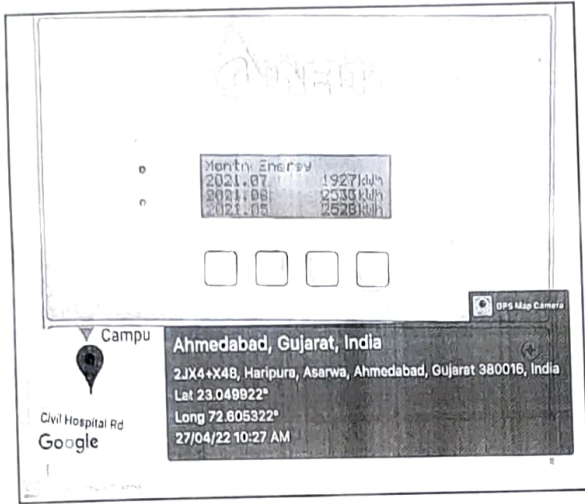 Month Energy
2021.07 1927kWh
2021.06 2533kWh
2021.05 2528kWh
GPS Map Camera
Campu
Ahmedabad, Gujarat, India
2JX4+X48, Haripura, Asarwa, Ahmedabad, Gujarat 380016, India
Lat 23.049922°
Long 72.605322°
27/04/22 10:27 AM
Civil Hospital Rd
Google